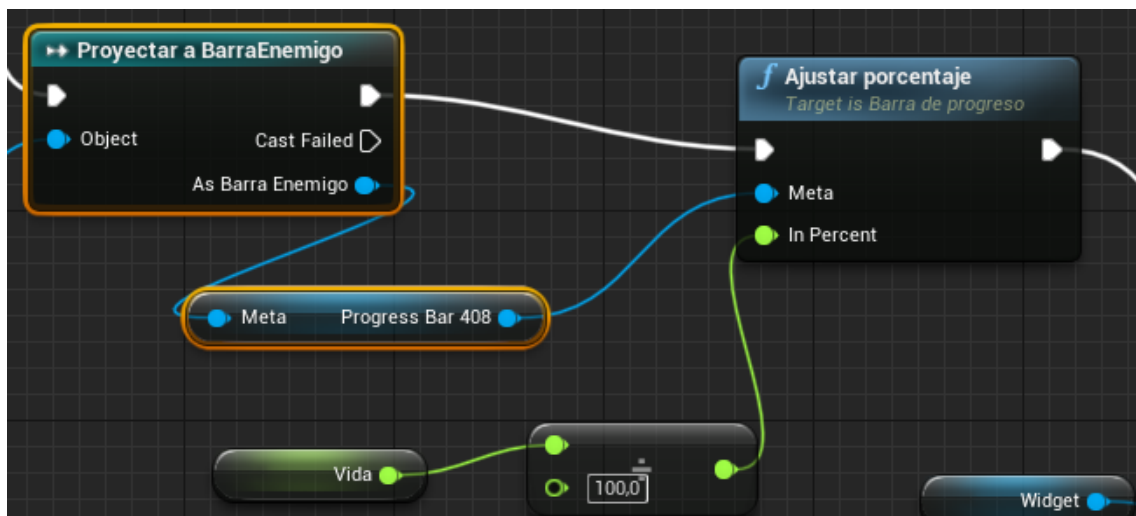 Proyectar a BarraEnemigo
Object
Cast Failed
As Barra Enemigo
f Ajustar porcentaje
Target is Barra de progreso
Meta
In Percent
Meta Progress Bar 408
Vida
÷
100,0
Widget